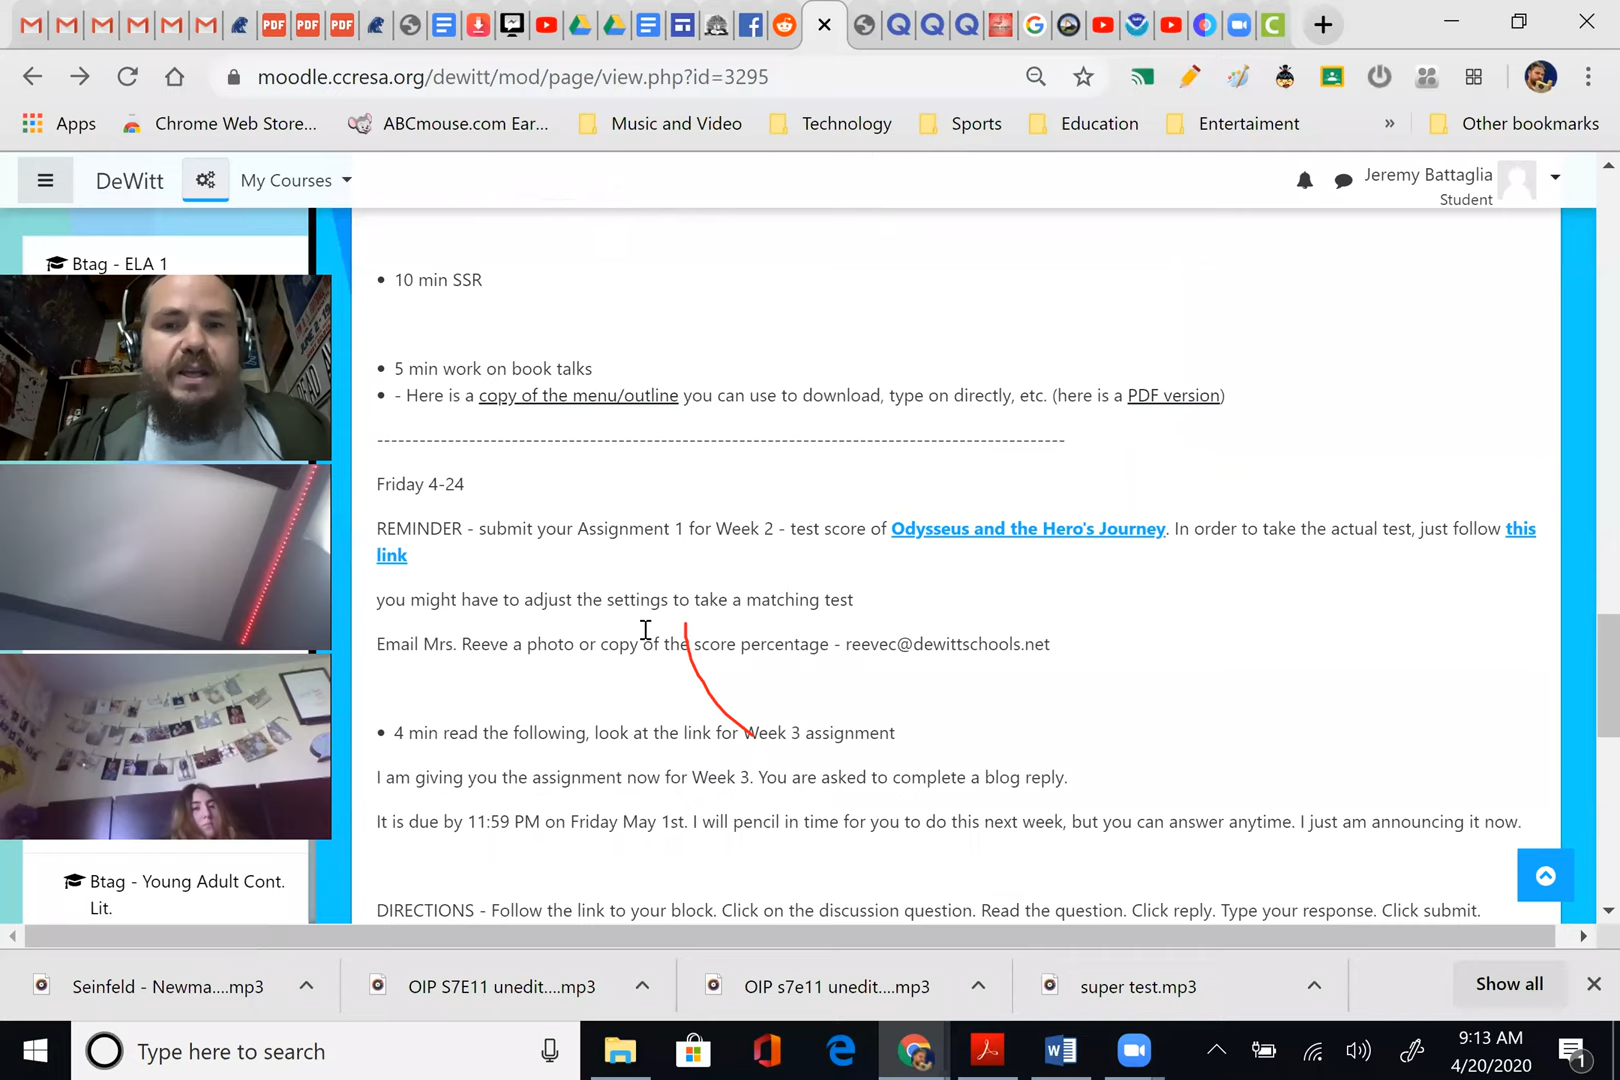 PDF PDF PDF
moodle.ccresa.org/dewitt/mod/page/view.php?id=3295
Apps Chrome Web Store... ABCmouse.com Ear... Music and Video Technology Sports Education Entertaiment » Other bookmarks
DeWitt My Courses Jeremy Battaglia
Student
Btag - ELA 1
• 10 min SSR
• 5 min work on book talks
• - Here is a copy of the menu/outline you can use to download, type on directly, etc. (here is a PDF version)
Friday 4-24
REMINDER - submit your Assignment 1 for Week 2 - test score of Odysseus and the Hero's Journey. In order to take the actual test, just follow this
link
you might have to adjust the settings to take a matching test
Email Mrs. Reeve a photo or copy of the score percentage - reevec@dewittschools.net
• 4 min read the following, look at the link for Week 3 assignment
I am giving you the assignment now for Week 3. You are asked to complete a blog reply.
It is due by 11:59 PM on Friday May 1st. I will pencil in time for you to do this next week, but you can answer anytime. I just am announcing it now.
Btag - Young Adult Cont.
Lit.
DIRECTIONS - Follow the link to your block. Click on the discussion question. Read the question. Click reply. Type your response. Click submit.
Seinfeld - Newma....mp3 OIP S7E11 unedit....mp3 OIP s7e11 unedit....mp3 super test.mp3 Show all
Type here to search 9:13 AM
4/20/2020 1